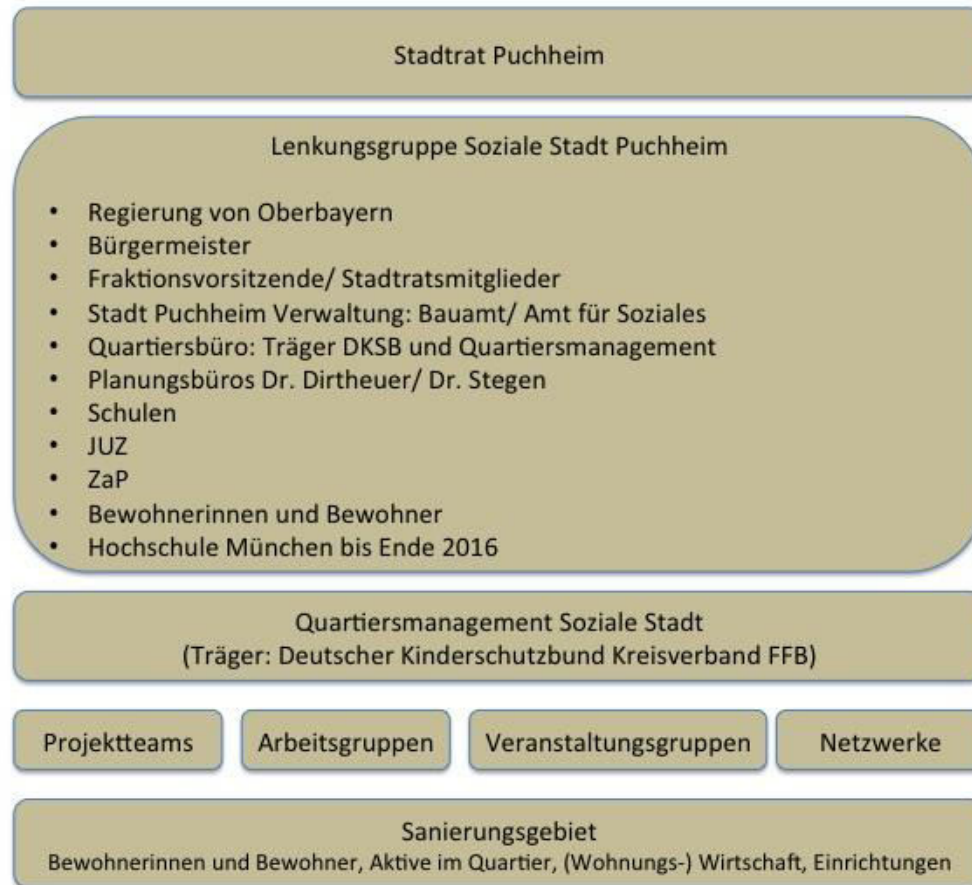 Stadtrat Puchheim
Lenkungsgruppe Soziale Stadt Puchheim
• Regierung von Oberbayern
• Bürgermeister
• Fraktionsvorsitzende/ Stadtratsmitglieder
• Stadt Puchheim Verwaltung: Bauamt/ Amt für Soziales
• Quartiersbüro: Träger DKSB und Quartiersmanagement
• Planungsbüros Dr. Dirtheuer/ Dr. Stegen
• Schulen
• JUZ
• ZaP
• Bewohnerinnen und Bewohner
• Hochschule München bis Ende 2016
Quartiersmanagement Soziale Stadt
(Träger: Deutscher Kinderschutzbund Kreisverband FFB)
Projektteams
Arbeitsgruppen
Veranstaltungsgruppen
Netzwerke
Sanierungsgebiet
Bewohnerinnen und Bewohner, Aktive im Quartier, (Wohnungs-) Wirtschaft, Einrichtungen